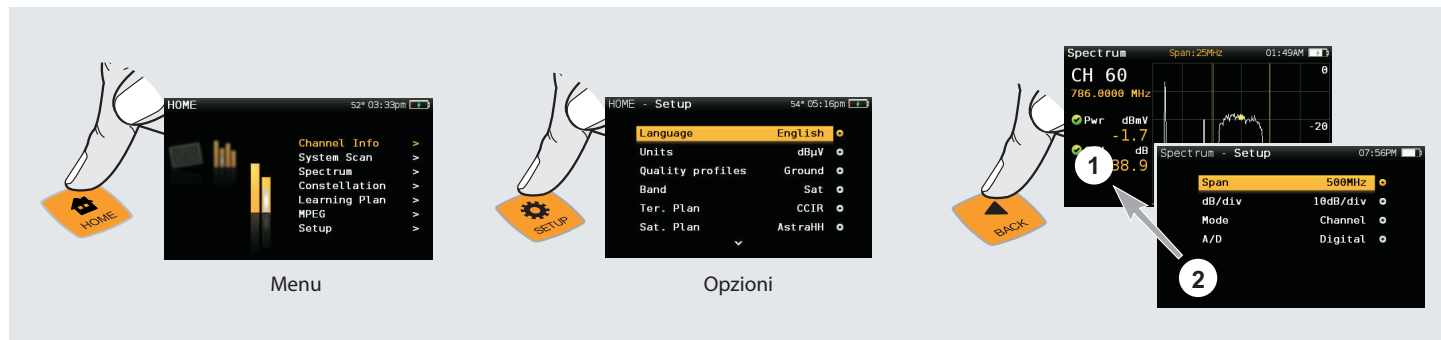 HOME
HOME 52° 03:33pm
Channel Info >
System Scan >
Spectrum >
Constellation >
Learning Plan >
MPEG >
Setup >
Menu
SETUP
HOME - Setup 54° 05:16pm
Language English
Units dBµV
Quality profiles Ground
Band Sat
Ter. Plan CCIR
Sat. Plan AstraHH
Opzioni
BACK
Spectrum Span:25MHz 01:49AM
CH 60
786.0000 MHz
Pwr dBmV
-1.7
dB
38.9
0
-20
1
Spectrum - Setup 07:56PM
Span 500MHz
dB/div 10dB/div
Mode Channel
A/D Digital
2